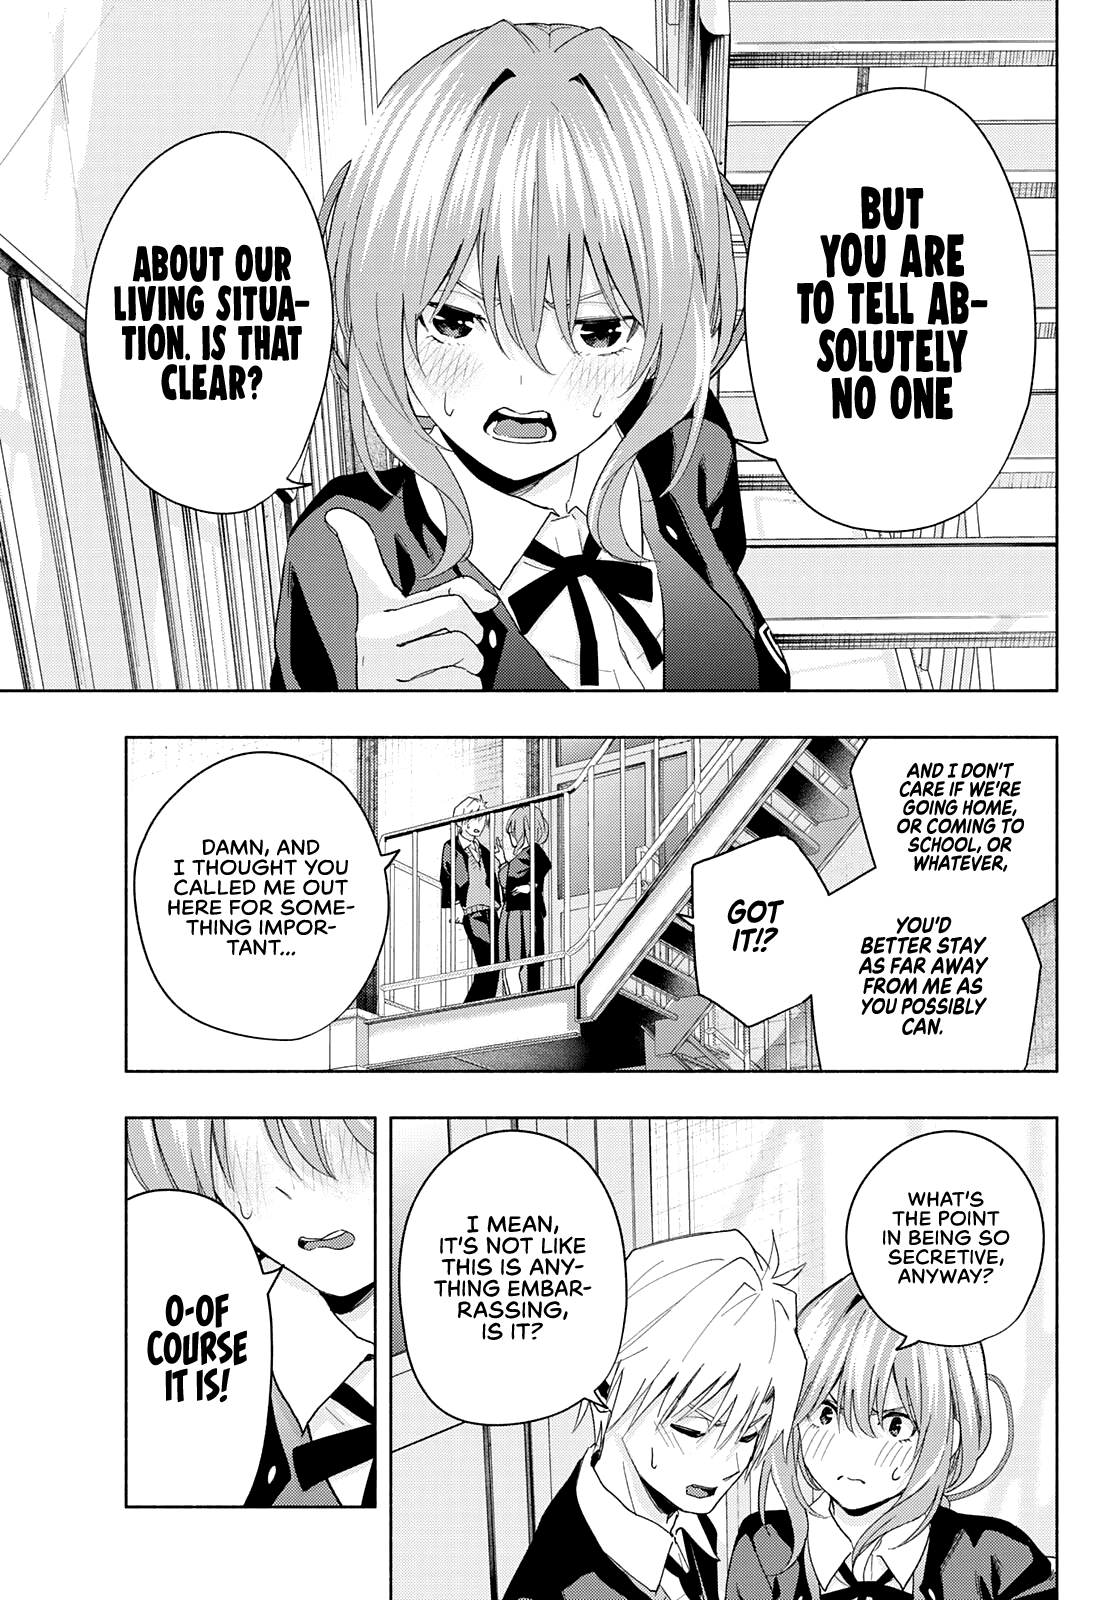 BUT
YOU ARE
TO TELL AB-
SOLUTELY
NO ONE
ABOUT OUR
LIVING SITUA-
TION. IS THAT
CLEAR?
AND I DON'T
CARE IF WE'RE
GOING HOME,
OR COMING TO
SCHOOL, OR
WHATEVER,
YOU'D
BETTER STAY
AS FAR AWAY
FROM ME AS
YOU POSSIBLY
CAN.
GOT
IT!?
DAMN, AND
I THOUGHT YOU
CALLED ME OUT
HERE FOR SOME-
THING IMPOR-
TANT...
WHAT'S
THE POINT
IN BEING SO
SECRETIVE,
ANYWAY?
I MEAN,
IT'S NOT LIKE
THIS IS ANY-
THING EMBAR-
RASSING,
IS IT?
O-OF
COURSE
IT IS!